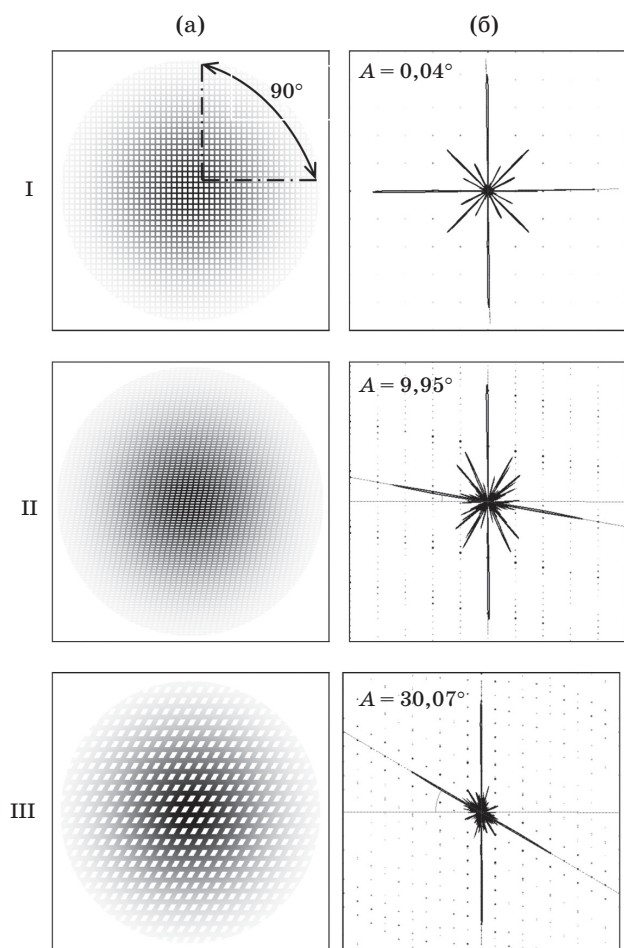 (а) (б)
90°
A = 0,04°
I
A = 9,95°
II
A = 30,07°
III